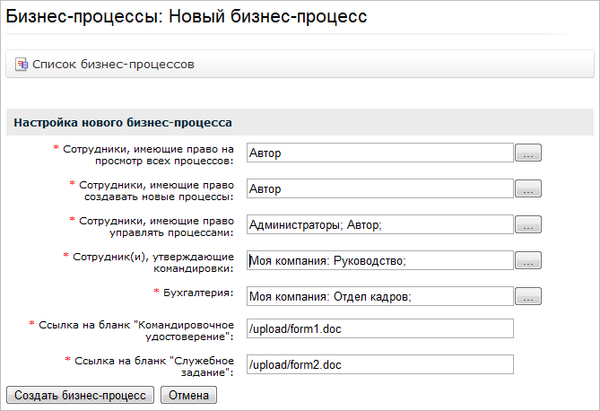 Бизнес-процессы: Новый бизнес-процесс
Список бизнес-процессов
Настройка нового бизнес-процесса
* Сотрудники, имеющие право на
просмотр всех процессов:
Автор
...
* Сотрудники, имеющие право
создавать новые процессы:
Автор
...
* Сотрудники, имеющие право
управлять процессами:
Администраторы; Автор;
...
* Сотрудник(и), утверждающие
командировки:
Моя компания: Руководство;
...
* Бухгалтерия:
Моя компания: Отдел кадров;
...
* Ссылка на бланк "Командировочное
удостоверение":
/upload/form1.doc
* Ссылка на бланк "Служебное
задание":
/upload/form2.doc
Создать бизнес-процесс Отмена